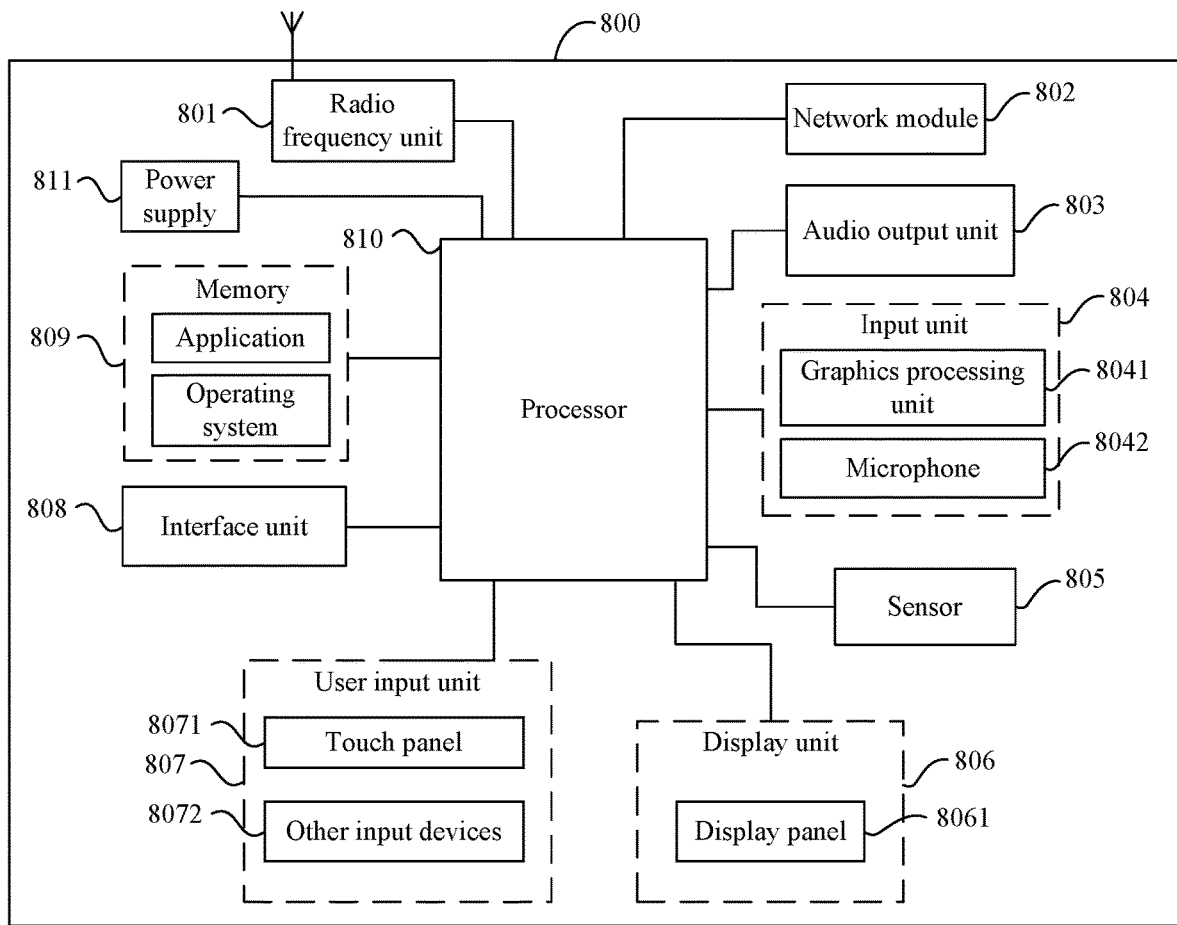 800
801
Radio
frequency unit
Network module
802
811
Power
supply
810
Audio output unit
803
Memory
809
Application
Operating
system
Processor
Input unit
804
Graphics processing
unit
8041
Microphone
8042
808
Interface unit
Sensor
805
User input unit
8071
Touch panel
807
8072
Other input devices
Display unit
806
Display panel
8061